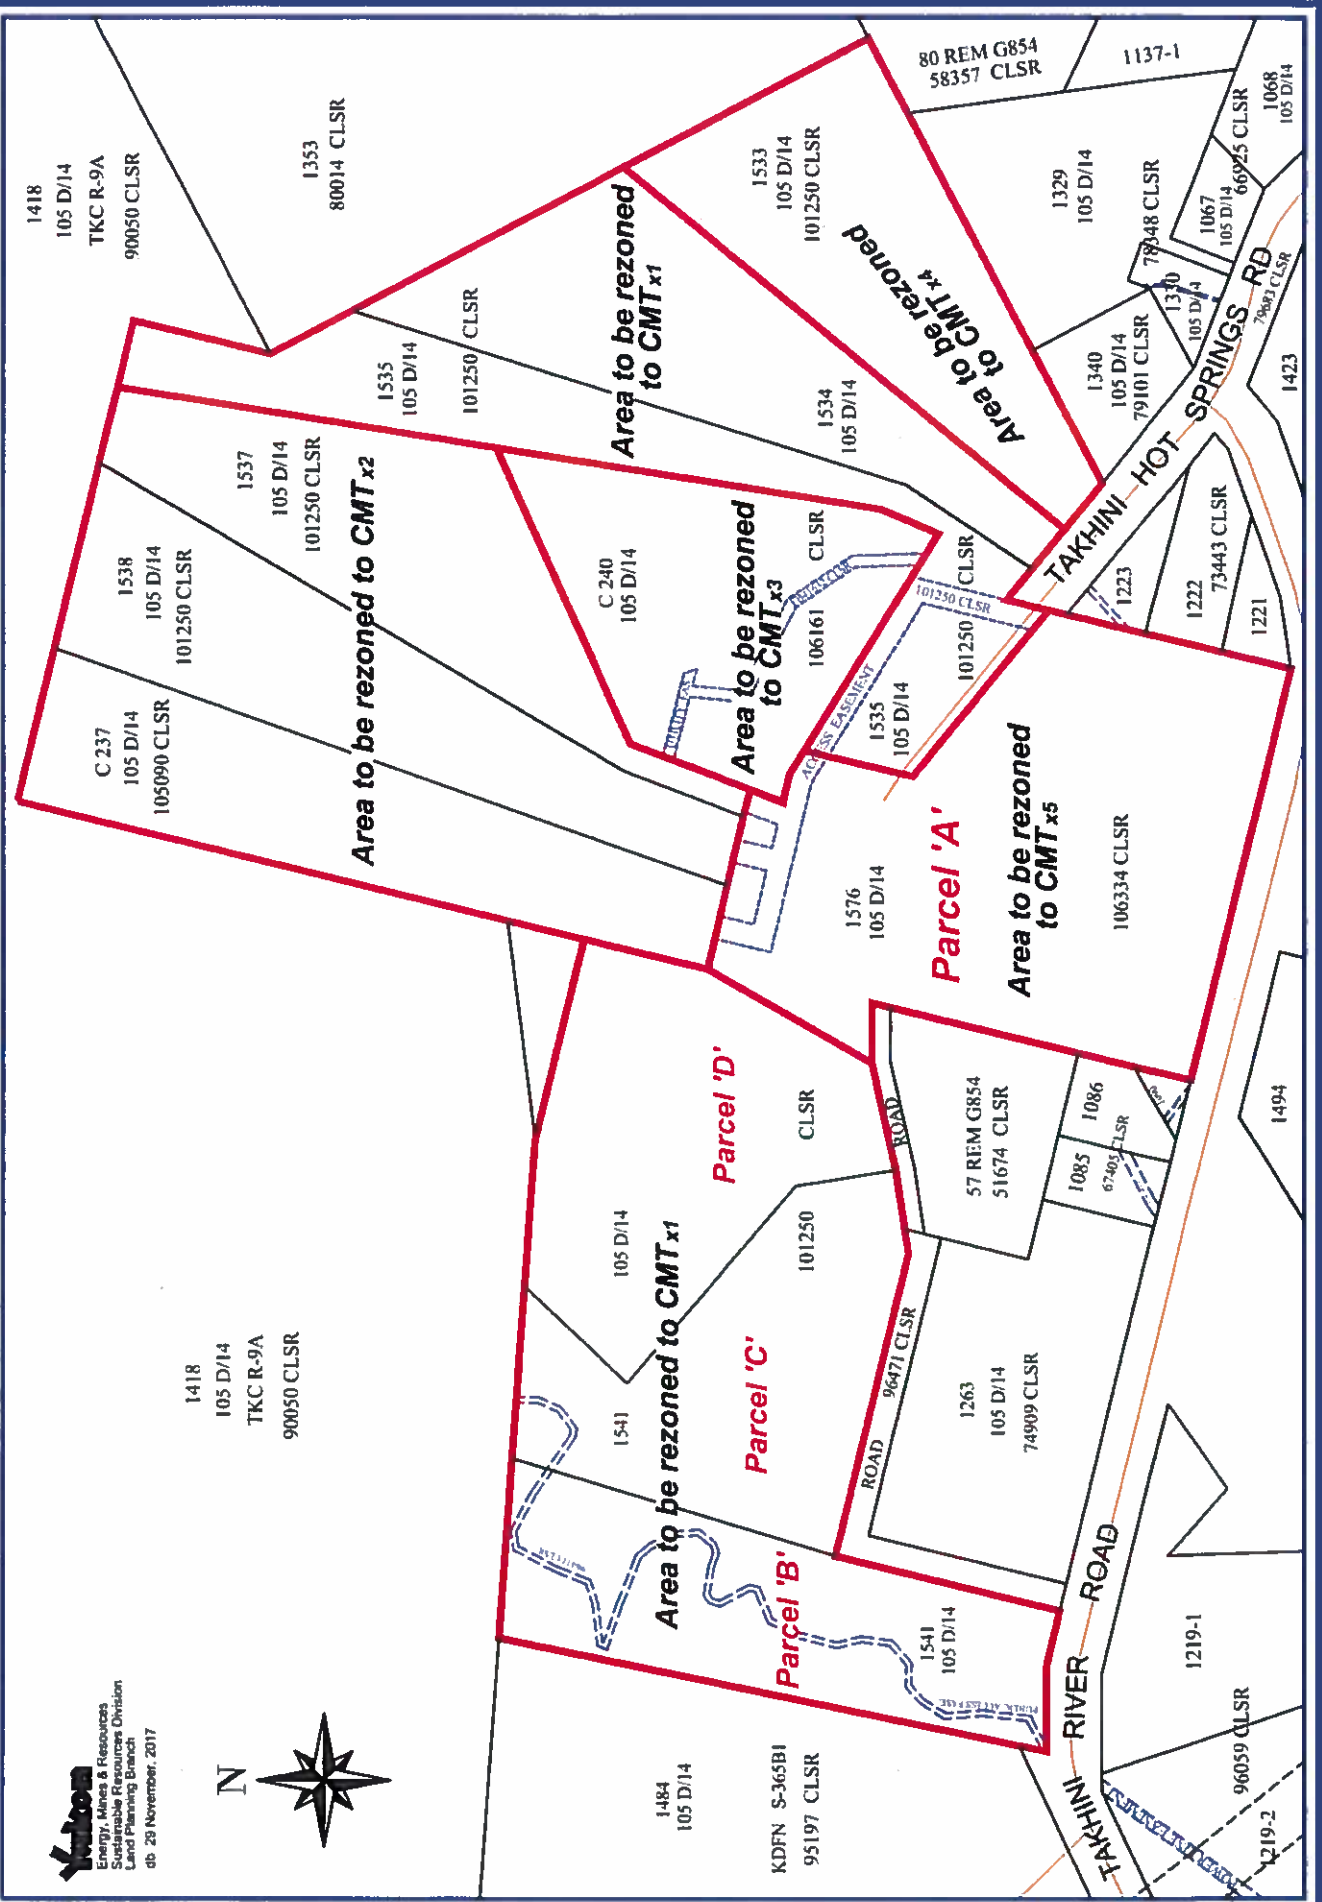 Yukon
Energy, Mines & Resources
Sustainable Resources Division
Land Planning Branch
db 29 November, 2017
N
1418
105 D/14
TKC R-9A
90050 CLSR
1418
105 D/14
TKC R-9A
90050 CLSR
1353
80014 CLSR
C 237
105 D/14
105090 CLSR
1538
105 D/14
101250 CLSR
1537
105 D/14
101250 CLSR
Area to be rezoned to CMTx2
1535
105 D/14
101250 CLSR
Area to be rezoned
to CMTx1
1534
105 D/14
1533
105 D/14
101250 CLSR
Area to be rezoned
to CMTx4
80 REM G854
58357 CLSR
1137-1
C 240
105 D/14
Area to be rezoned
to CMTx3
106161 CLSR
ACCESS EASEMENT
101250 CLSR
1535
105 D/14
101250 CLSR
1329
105 D/14
78348 CLSR
1067
105 D/14
66925 CLSR
1068
105 D/14
1330
105 D/14
1340
105 D/14
79101 CLSR
79683 CLSR
1423
TAKHINI HOT SPRINGS RD
1223
1222
73443 CLSR
1221
1576
105 D/14
Parcel 'A'
Area to be rezoned
to CMTx5
106334 CLSR
Parcel 'D'
105 D/14
CLSR
101250
Area to be rezoned to CMTx1
Parcel 'C'
1541
Parcel 'B'
1541
105 D/14
PUBLIC ACCESS EASE
ROAD
57 REM G854
51674 CLSR
1086
1085
67405 CLSR
ROAD
96471 CLSR
1263
105 D/14
74909 CLSR
1494
1484
105 D/14
KDFN S-365B1
95197 CLSR
TAKHINI RIVER ROAD
1219-1
96059 CLSR
1219-2